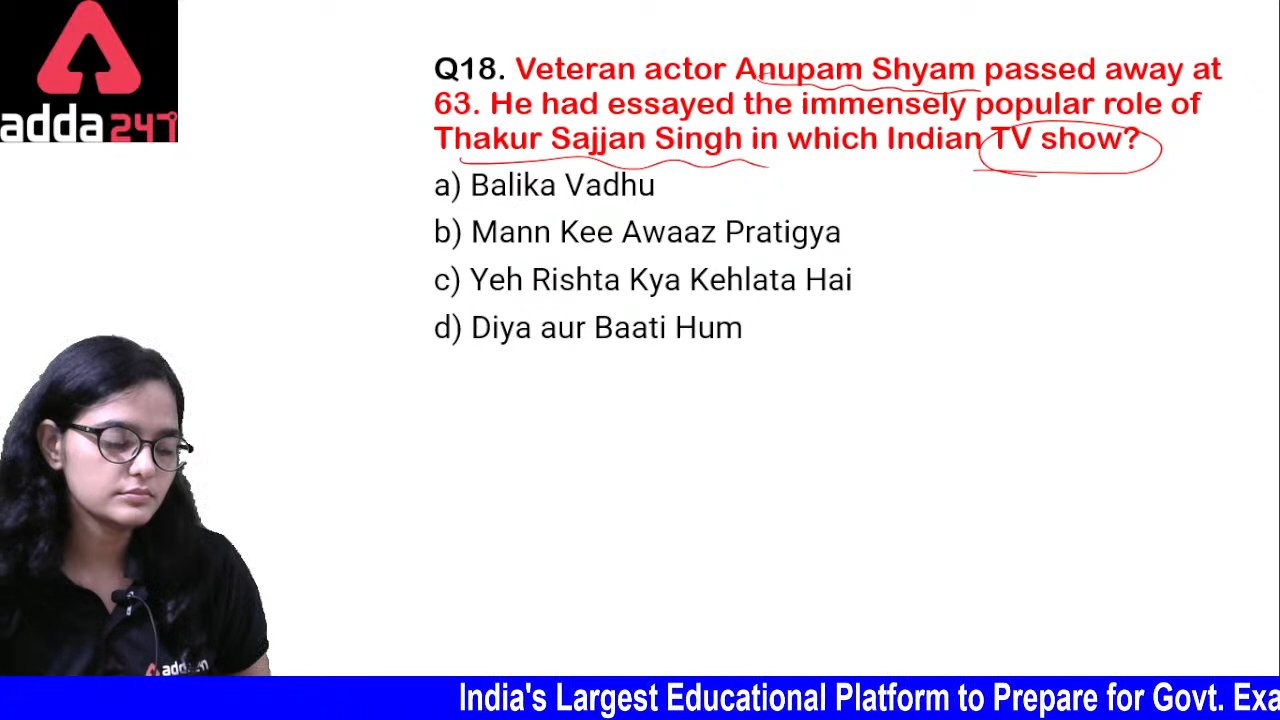 adda247
Q18. Veteran actor Anupam Shyam passed away at
63. He had essayed the immensely popular role of
Thakur Sajjan Singh in which Indian TV show?
a) Balika Vadhu
b) Mann Kee Awaaz Pratigya
c) Yeh Rishta Kya Kehlata Hai
d) Diya aur Baati Hum
adda247
India's Largest Educational Platform to Prepare for Govt. Exa